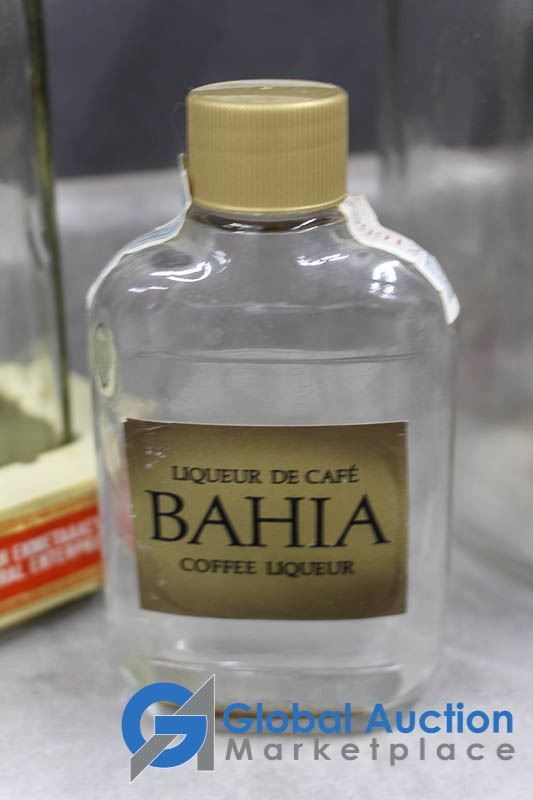 LIQUEUR DE CAFÉ
BAHIA
COFFEE LIQUEUR
Global Auction
Marketplace